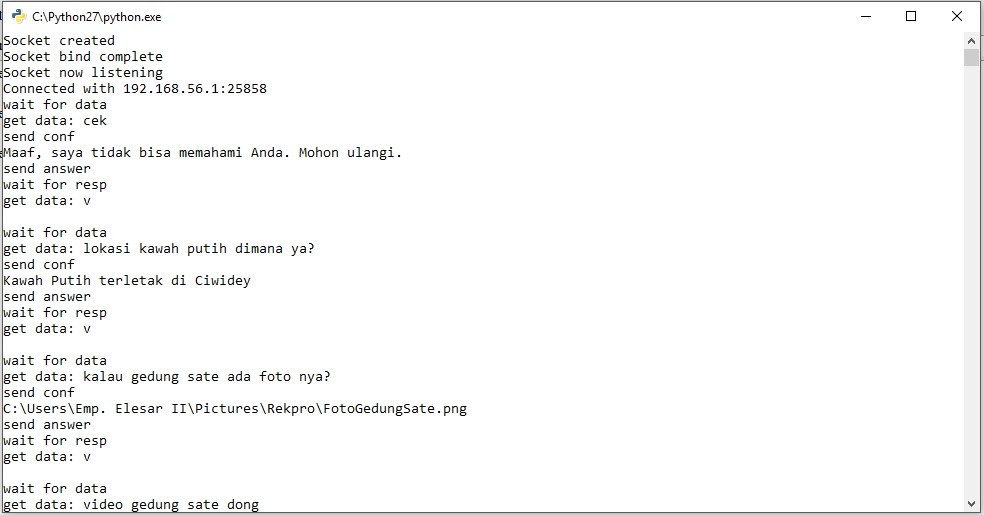 C:\Python27\python.exe
Socket created
Socket bind complete
Socket now listening
Connected with 192.168.56.1:25858
wait for data
get data: cek
send conf
Maaf, saya tidak bisa memahami Anda. Mohon ulangi.
send answer
wait for resp
get data: v
wait for data
get data: lokasi kawah putih dimana ya?
send conf
Kawah Putih terletak di Ciwidey
send answer
wait for resp
get data: v
wait for data
get data: kalau gedung sate ada foto nya?
send conf
C:\Users\Emp. Elesar II\Pictures\Rekpro\FotoGedungSate.png
send answer
wait for resp
get data: v
wait for data
get data: video gedung sate dong